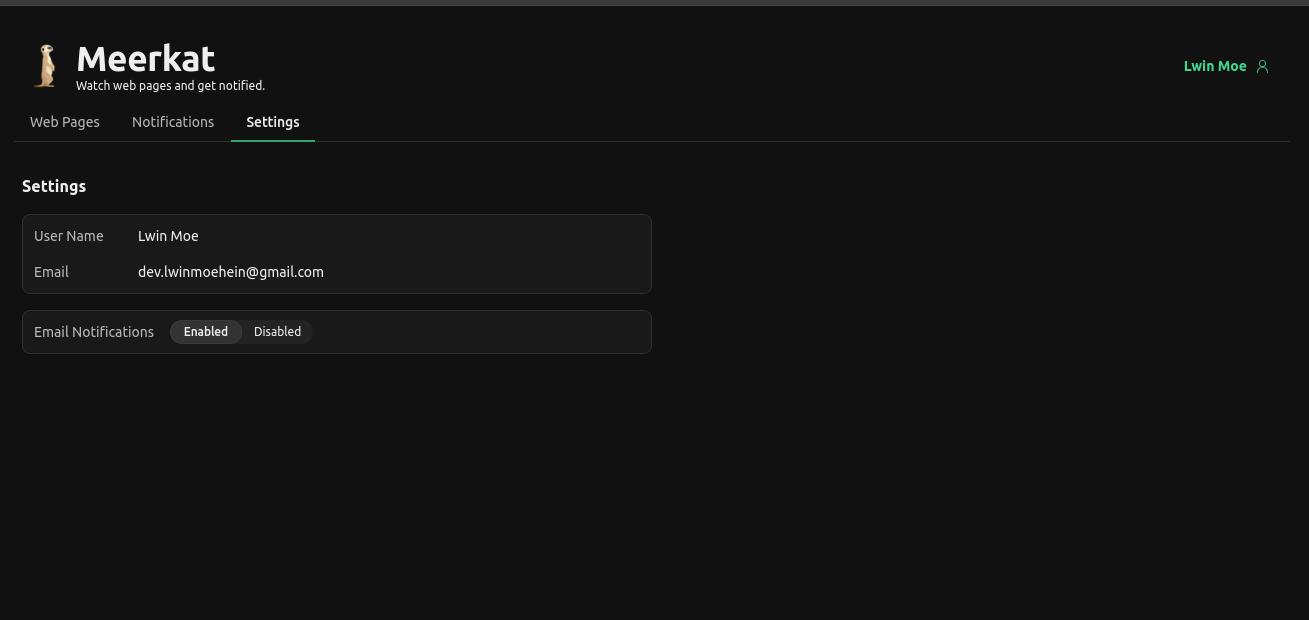 Meerkat
Watch web pages and get notified.
Lwin Moe
Web Pages Notifications Settings
Settings
User Name Lwin Moe
Email dev.lwinmoehein@gmail.com
Email Notifications Enabled Disabled